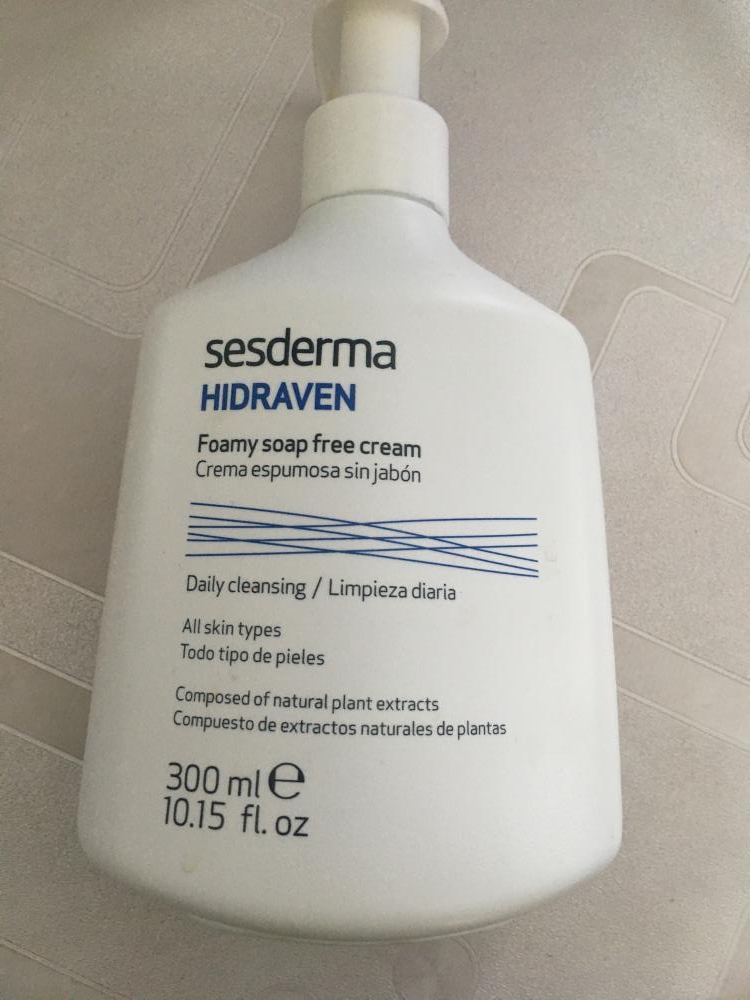 sesderma
HIDRAVEN
Foamy soap free cream
Crema espumosa sin jabón
Daily cleansing / Limpieza diaria
All skin types
Todo tipo de pieles
Composed of natural plant extracts
Compuesto de extractos naturales de plantas
300 ml ℮
10.15 fl. oz